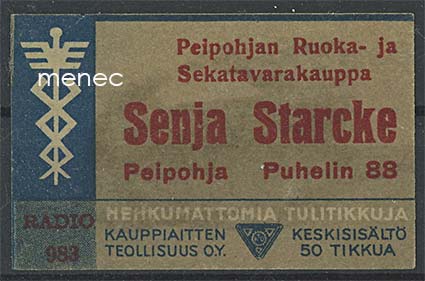 menec
Peipohjan Ruoka- ja
Sekatavarakauppa
Senja Starcke
Peipohja Puhelin 88
RADIO
983
HEHKUMATTOMIA TULITIKKUJA
KAUPPIAITTEN
TEOLLISUUS O.Y.
KESKISISÄLTÖ
50 TIKKUA